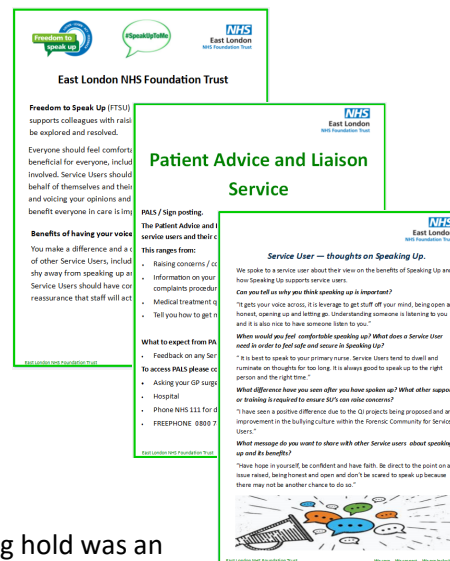 Freedom to
speak up
#SpeakUpToMe
NHS
East London
NHS Foundation Trust
East London NHS Foundation Trust
Freedom to Speak Up (FTSU)
supports colleagues with raisi
be explored and resolved.
Everyone should feel comforta
beneficial for everyone, includ
involved. Service Users should
behalf of themselves and their
and voicing your opinions and
benefit everyone in care is imp
Benefits of having your voice
You make a difference and a c
of other Service Users, includ
shy away from speaking up an
Service Users should have cor
reassurance that staff will act
East London NHS Foundation Trust
NHS
East London
NHS Foundation Trust
Patient Advice and Liaison
Service
PALS / Sign posting.
The Patient Advice and L
service users and their c
This ranges from:
• Raising concerns / co
• Information on your
complaints procedur
• Medical treatment q
• Tell you how to get n
What to expect from PA
• Feedback on any Ser
To access PALS please co
• Asking your GP surge
• Hospital
• Phone NHS 111 for d
• FREEPHONE 0800 7
East London NHS Foundation Trust
NHS
East London
NHS Foundation Trust
Service User — thoughts on Speaking Up.
We spoke to a service user about their view on the benefits of Speaking Up and
how Speaking Up supports service users.
Can you tell us why you think speaking up is important?
"It gets your voice across, it is leverage to get stuff off your mind, being open a
honest, opening up and letting go. Understanding someone is listening to you
and it is also nice to have someone listen to you."
When would you feel comfortable speaking up? What does a Service User
need in order to feel safe and secure in Speaking Up?
" It is best to speak to your primary nurse. Service Users tend to dwell and
ruminate on thoughts for too long. It is always good to speak up to the right
person and the right time."
What difference have you seen after you have spoken up? What other suppor
or training is required to ensure SU's can raise concerns?
"I have seen a positive difference due to the QI projects being proposed and an
improvement in the bullying culture within the Forensic Community for Service
Users."
What message do you want to share with other Service users about speaking
up and its benefits?
"Have hope in yourself, be confident and have faith. Be direct to the point on a
issue raised, being honest and open and don't be scared to speak up because
there may not be another chance to do so."
East London NHS Foundation Trust
g hold was an